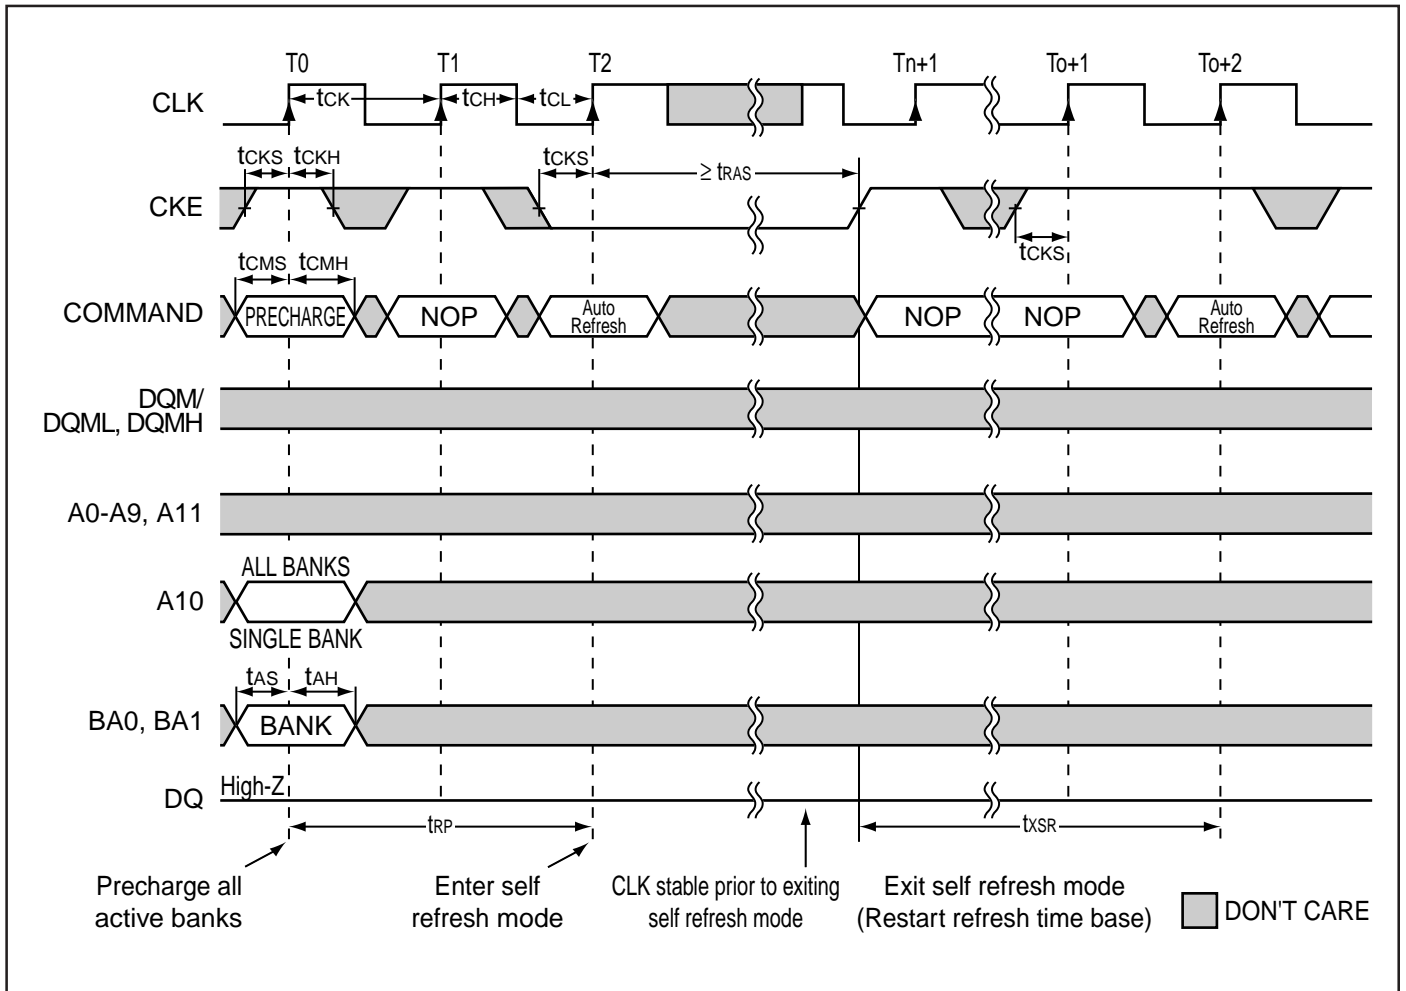 T0 T1 T2 Tn+1 To+1 To+2
CLK tCK tCH tCL
tCKS tCKH tCKS ≥ tRAS
CKE
tCKS
tCMS tCMH
COMMAND PRECHARGE NOP Auto Refresh NOP NOP Auto Refresh
DQM/
DQML, DQMH
A0-A9, A11
ALL BANKS
A10
SINGLE BANK
tAS tAH
BA0, BA1 BANK
DQ High-Z
tRP tXSR
Precharge all
active banks
Enter self
refresh mode
CLK stable prior to exiting
self refresh mode
Exit self refresh mode
(Restart refresh time base)
DON'T CARE